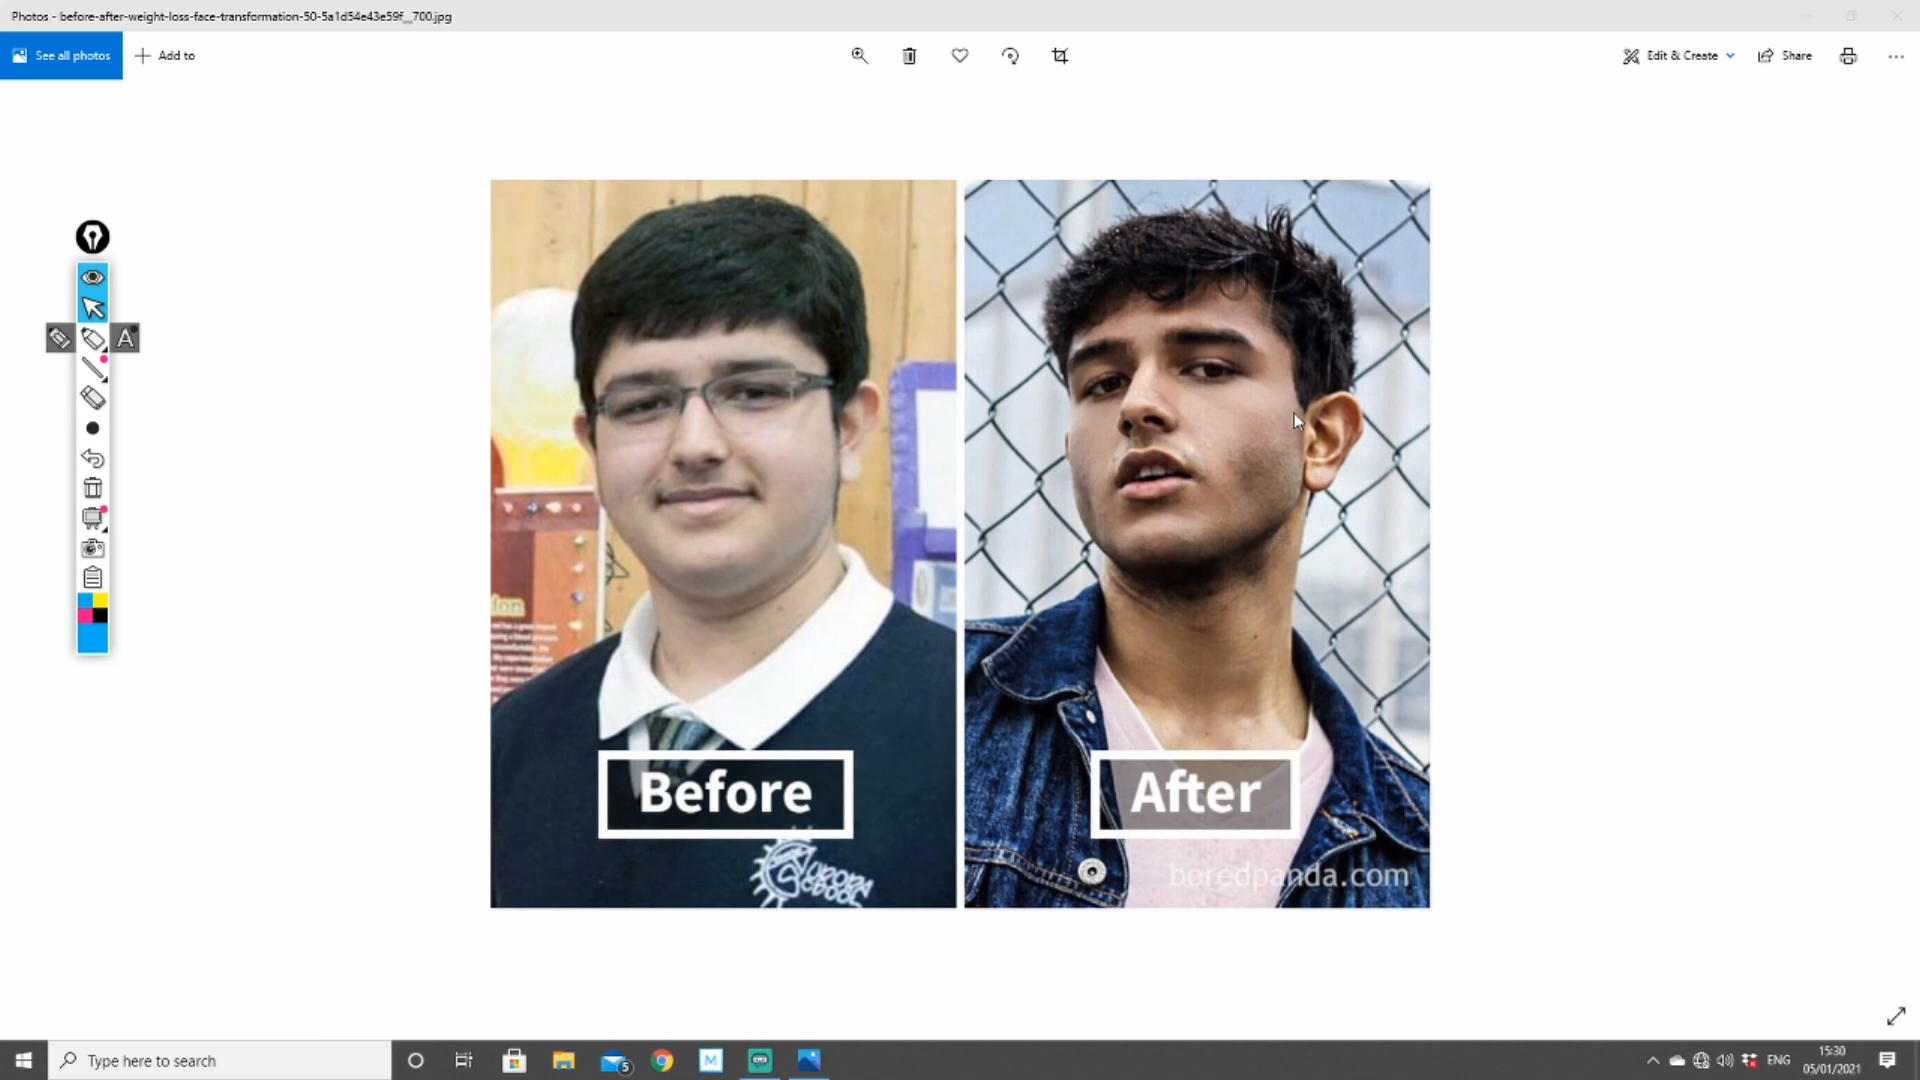 Photos - before-after-weight-loss-face-transformation-50-5a1d54e43e59f__700.jpg
See all photos
Add to
Edit & Create
Share
A
Before
After
boredpanda.com
Type here to search
5
M
ENG
15:30
05/01/2021